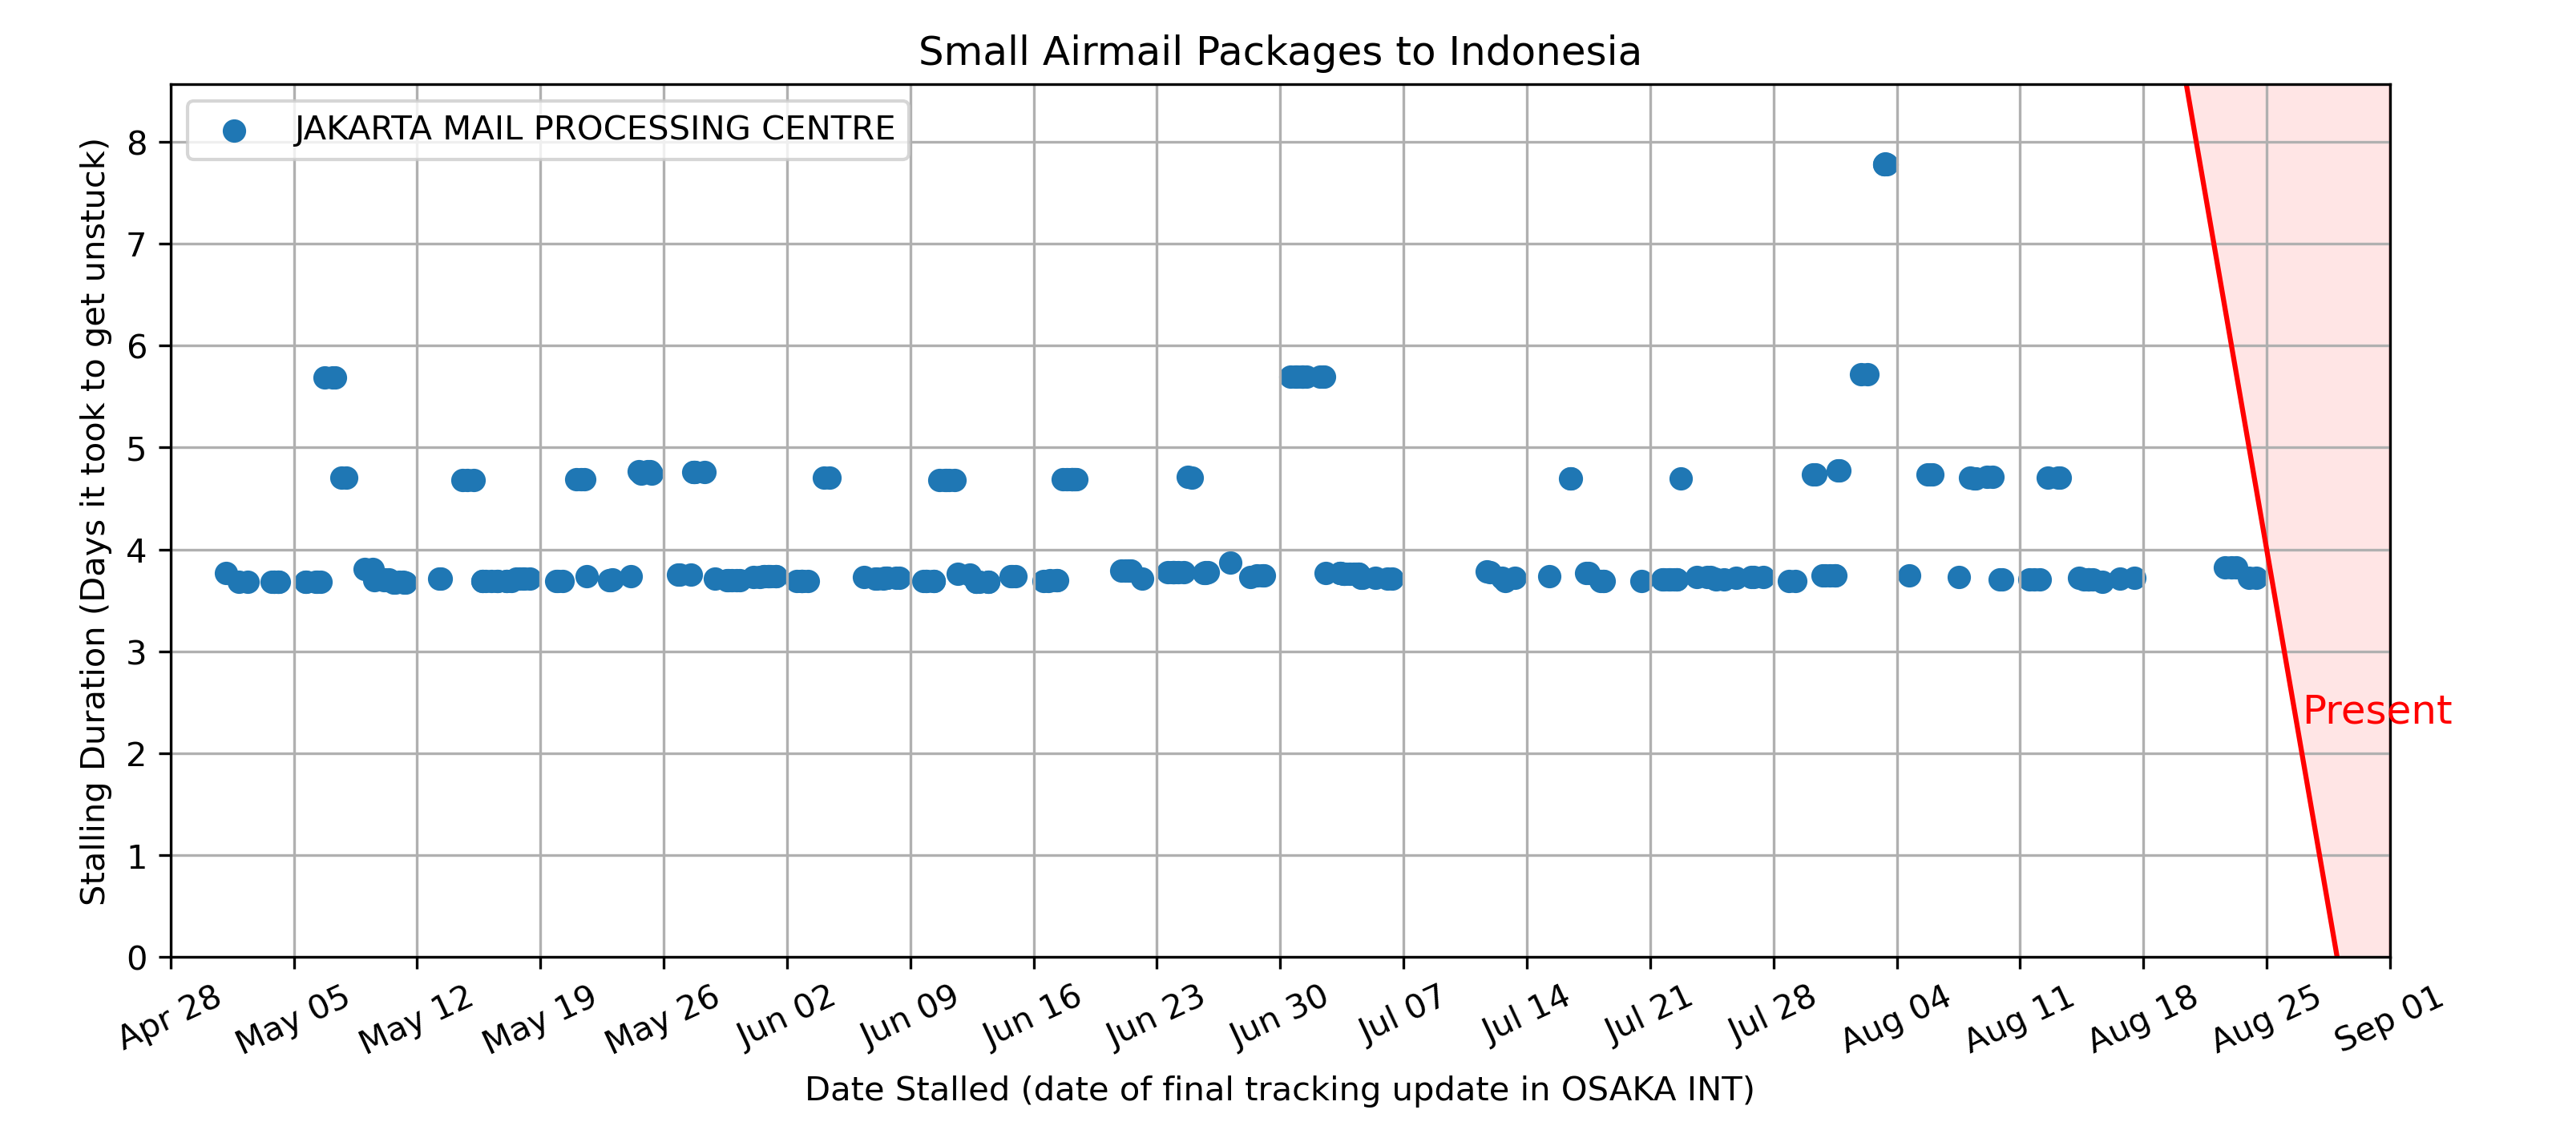 Small Airmail Packages to Indonesia
JAKARTA MAIL PROCESSING CENTRE
Stalling Duration (Days it took to get unstuck)
8
7
6
5
4
3
2
1
0
Present
Apr 28
May 05
May 12
May 19
May 26
Jun 02
Jun 09
Jun 16
Jun 23
Jun 30
Jul 07
Jul 14
Jul 21
Jul 28
Aug 04
Aug 11
Aug 18
Aug 25
Sep 01
Date Stalled (date of final tracking update in OSAKA INT)